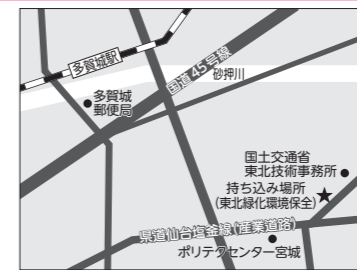 多賀城駅
国道45号線
砂押川
多賀城
郵便局
国土交通省
東北技術事務所
持ち込み場所
(東北緑化環境保全)
県道仙台塩釜線(産業道路)
ポリテクセンター宮城